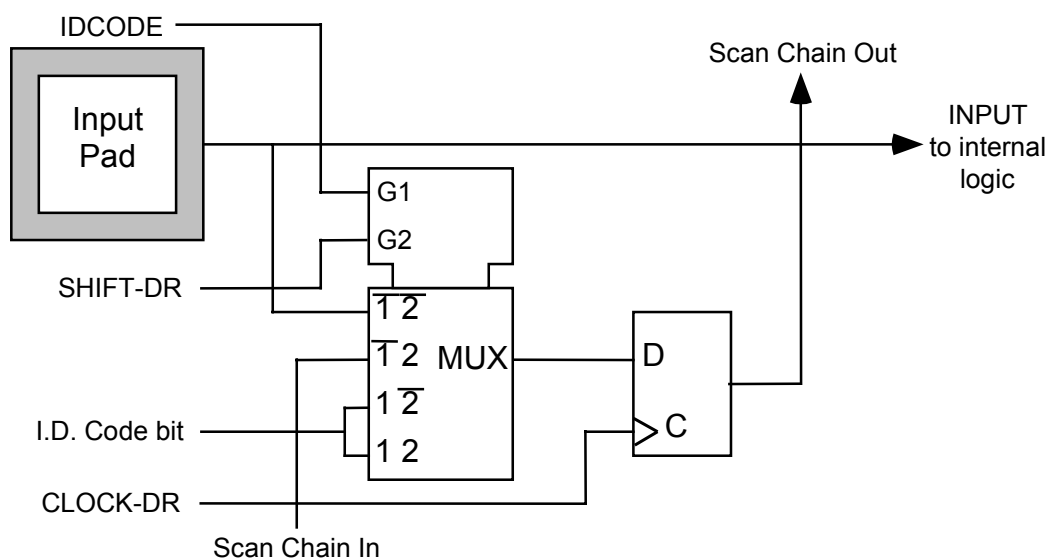 IDCODE
Scan Chain Out
Input
Pad
INPUT
to internal
logic
G1
G2
SHIFT-DR
1̅ 2̅
1̅ 2
MUX
D
1 2̅
I.D. Code bit
C
1 2
CLOCK-DR
Scan Chain In